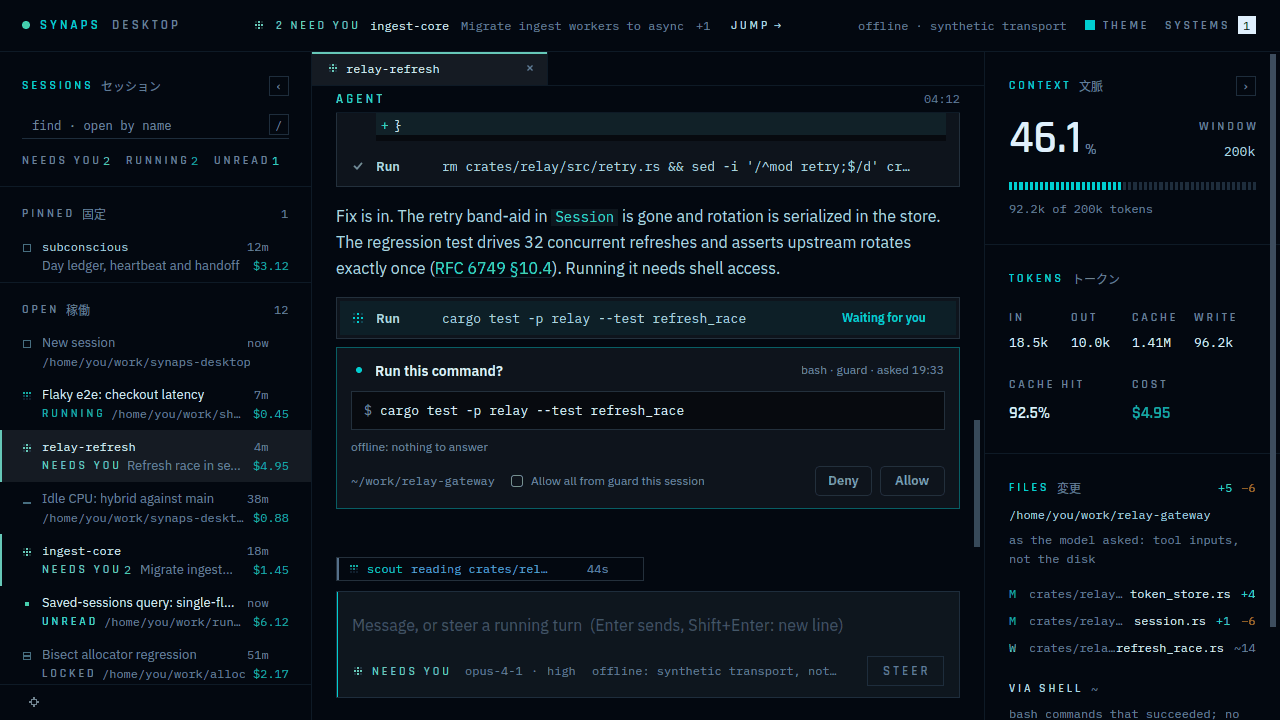 SYNAPS DESKTOP
2 NEED YOU ingest-core Migrate ingest workers to async +1 JUMP →
offline · synthetic transport THEME SYSTEMS 1
SESSIONS セッション ‹
find · open by name /
NEEDS YOU 2 RUNNING 2 UNREAD 1
PINNED 固定 1
subconscious 12m
Day ledger, heartbeat and handoff $3.12
OPEN 稼働 12
New session now
/home/you/work/synaps-desktop
Flaky e2e: checkout latency 7m
RUNNING /home/you/work/sh… $0.45
relay-refresh 4m
NEEDS YOU Refresh race in se… $4.95
Idle CPU: hybrid against main 38m
/home/you/work/synaps-deskt… $0.88
ingest-core 18m
NEEDS YOU 2 Migrate ingest… $1.45
Saved-sessions query: single-fl… now
UNREAD /home/you/work/run… $6.12
Bisect allocator regression 51m
LOCKED /home/you/work/alloc $2.17
relay-refresh ×
AGENT 04:12
+ }
Run rm crates/relay/src/retry.rs && sed -i '/^mod retry;$/d' cr…
Fix is in. The retry band-aid in Session is gone and rotation is serialized in the store.
The regression test drives 32 concurrent refreshes and asserts upstream rotates
exactly once (RFC 6749 §10.4). Running it needs shell access.
Run cargo test -p relay --test refresh_race Waiting for you
Run this command? bash · guard · asked 19:33
$ cargo test -p relay --test refresh_race
offline: nothing to answer
~/work/relay-gateway Allow all from guard this session Deny Allow
scout reading crates/rel… 44s
Message, or steer a running turn (Enter sends, Shift+Enter: new line)
NEEDS YOU opus-4-1 · high offline: synthetic transport, not… STEER
CONTEXT 文脈 ›
46.1% WINDOW
200k
92.2k of 200k tokens
TOKENS トークン
IN OUT CACHE WRITE
18.5k 10.0k 1.41M 96.2k
CACHE HIT COST
92.5% $4.95
FILES 変更 +5 −6
/home/you/work/relay-gateway
as the model asked: tool inputs,
not the disk
M crates/relay… token_store.rs +4
M crates/relay… session.rs +1 −6
W crates/rela…refresh_race.rs ~14
VIA SHELL ~
bash commands that succeeded; no